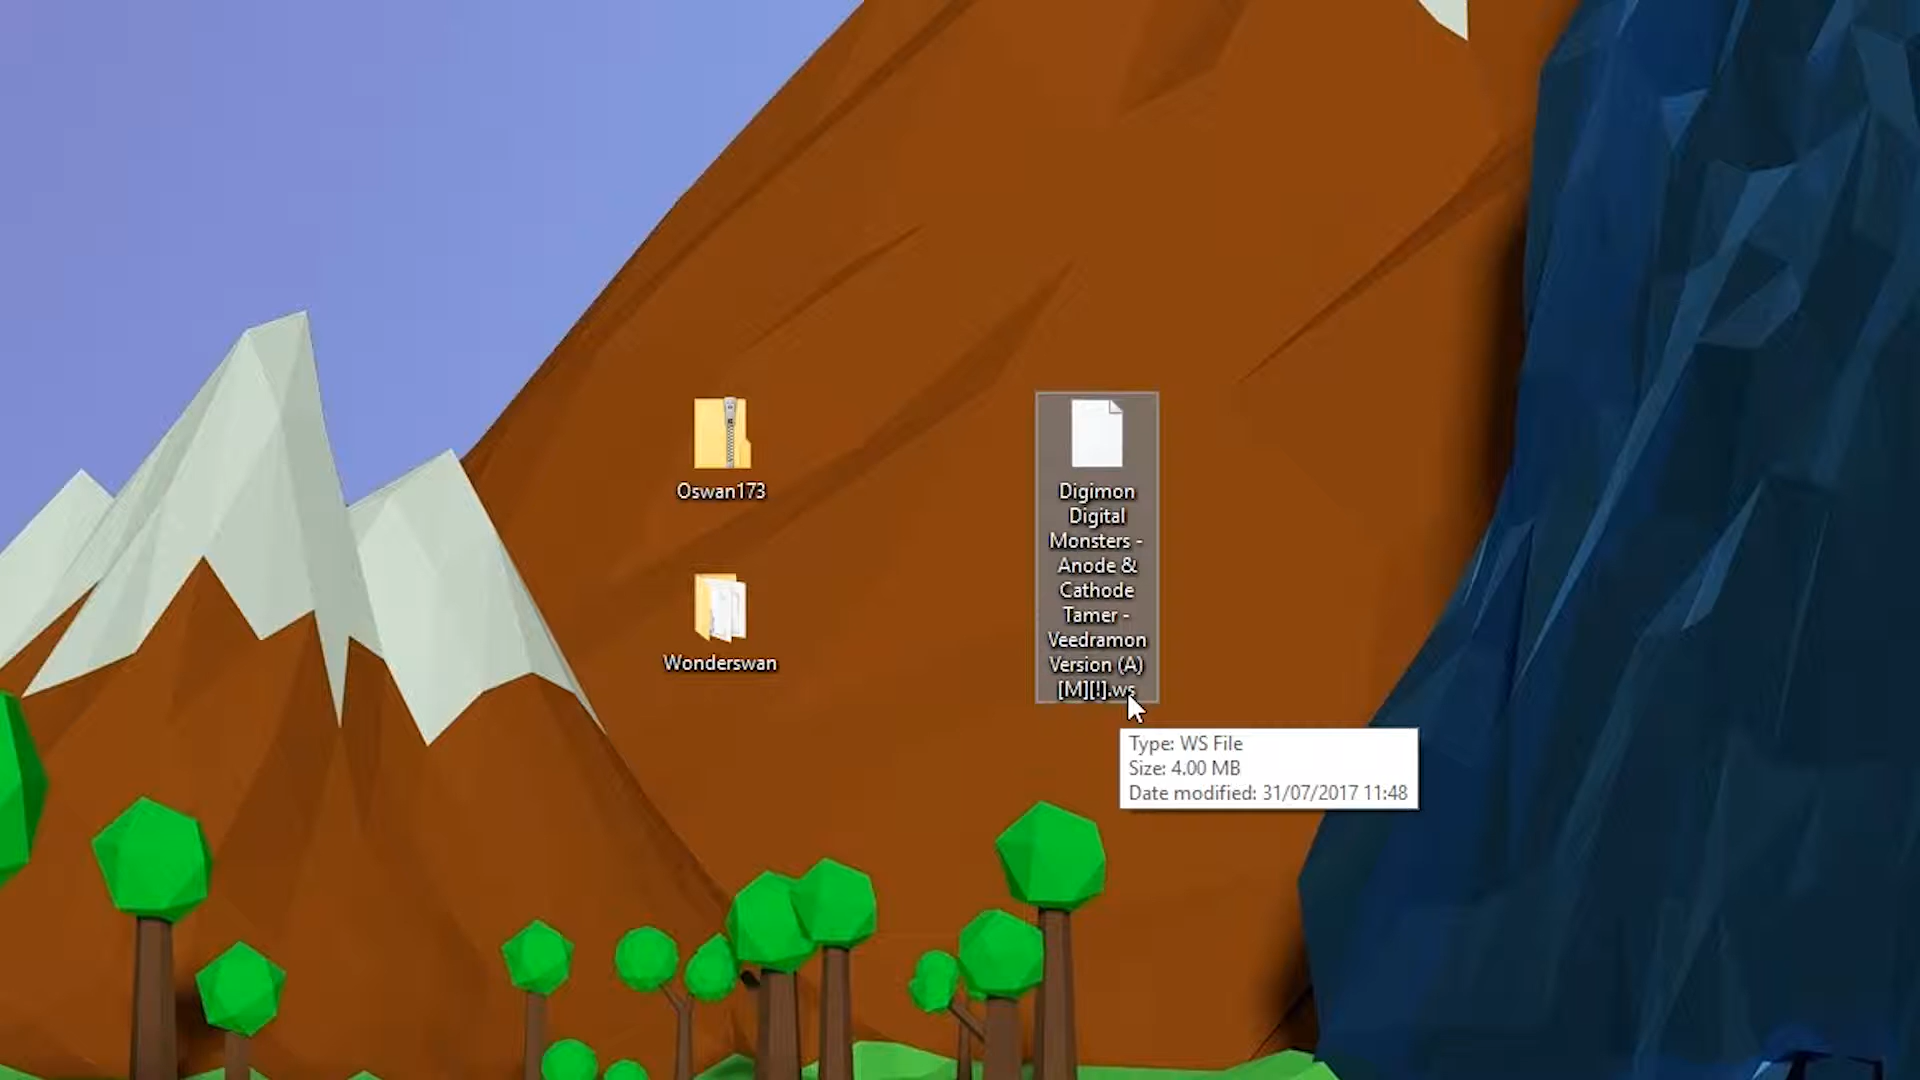 Oswan173
Wonderswan
Digimon
Digital
Monsters -
Anode &
Cathode
Tamer -
Veedramon
Version (A)
[M][!].ws
Type: WS File
Size: 4.00 MB
Date modified: 31/07/2017 11:48